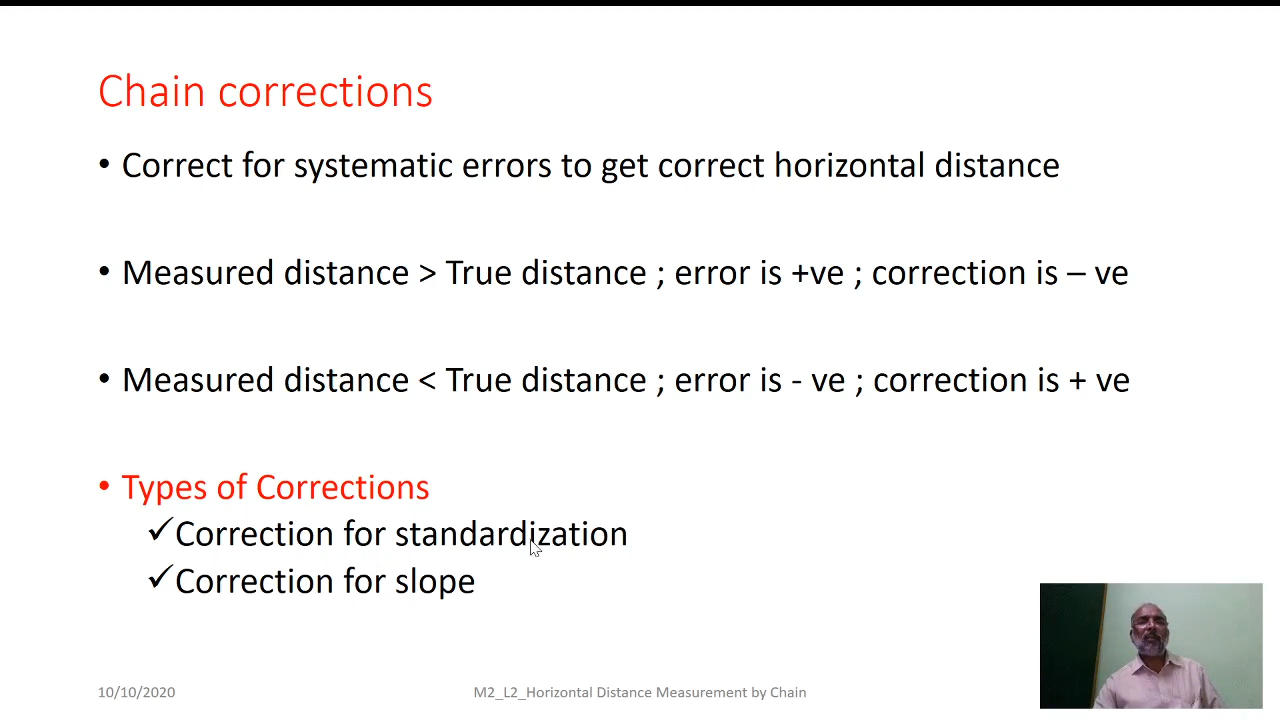 Chain corrections
• Correct for systematic errors to get correct horizontal distance
• Measured distance > True distance ; error is +ve ; correction is – ve
• Measured distance < True distance ; error is - ve ; correction is + ve
• Types of Corrections
✓Correction for standardization
✓Correction for slope
10/10/2020
M2_L2_Horizontal Distance Measurement by Chain